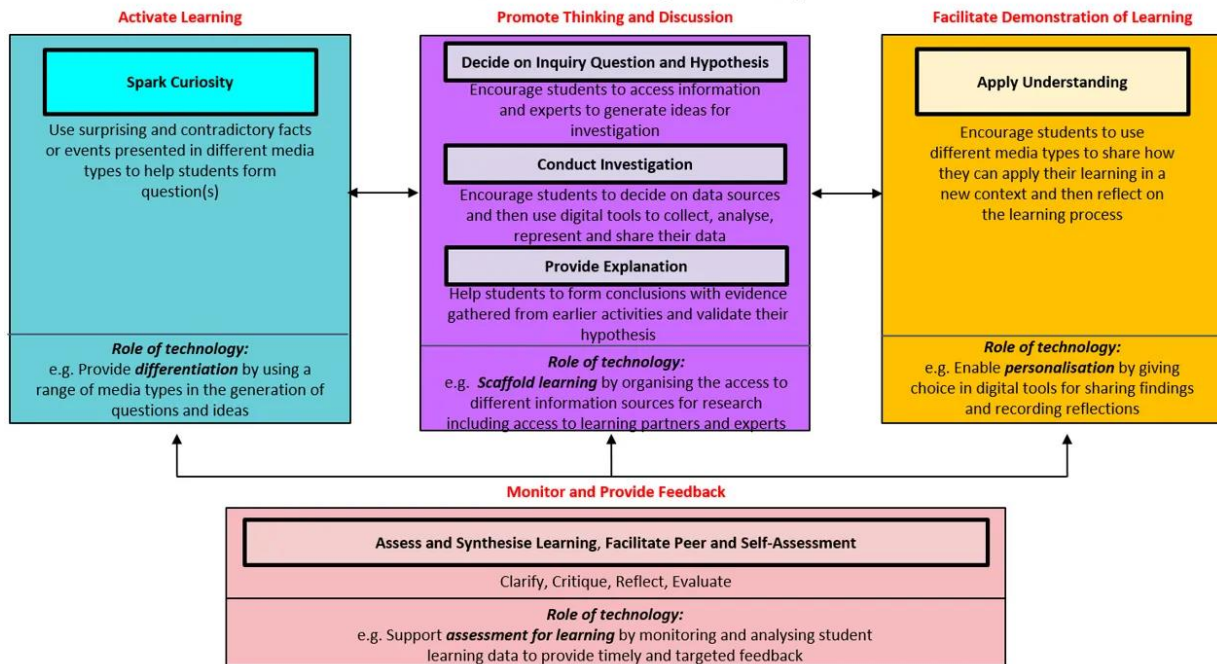 Activate Learning
Spark Curiosity
Use surprising and contradictory facts
or events presented in different media
types to help students form
question(s)
Role of technology:
e.g. Provide differentiation by using a
range of media types in the generation of
questions and ideas
Promote Thinking and Discussion
Decide on Inquiry Question and Hypothesis
Encourage students to access information
and experts to generate ideas for
investigation
Conduct Investigation
Encourage students to decide on data sources
and then use digital tools to collect, analyse,
represent and share their data
Provide Explanation
Help students to form conclusions with evidence
gathered from earlier activities and validate their
hypothesis
Role of technology:
e.g. Scaffold learning by organising the access to
different information sources for research
including access to learning partners and experts
Facilitate Demonstration of Learning
Apply Understanding
Encourage students to use
different media types to share how
they can apply their learning in a
new context and then reflect on
the learning process
Role of technology:
e.g. Enable personalisation by giving
choice in digital tools for sharing findings
and recording reflections
Monitor and Provide Feedback
Assess and Synthesise Learning, Facilitate Peer and Self-Assessment
Clarify, Critique, Reflect, Evaluate
Role of technology:
e.g. Support assessment for learning by monitoring and analysing student
learning data to provide timely and targeted feedback